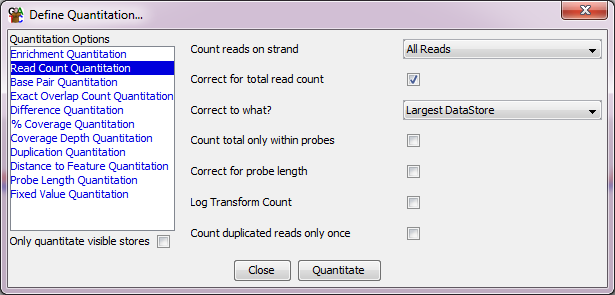 Define Quantitation...
Quantitation Options
Enrichment Quantitation
Read Count Quantitation
Base Pair Quantitation
Exact Overlap Count Quantitation
Difference Quantitation
% Coverage Quantitation
Coverage Depth Quantitation
Duplication Quantitation
Distance to Feature Quantitation
Probe Length Quantitation
Fixed Value Quantitation
Only quantitate visible stores
Count reads on strand All Reads
Correct for total read count
Correct to what? Largest DataStore
Count total only within probes
Correct for probe length
Log Transform Count
Count duplicated reads only once
Close Quantitate